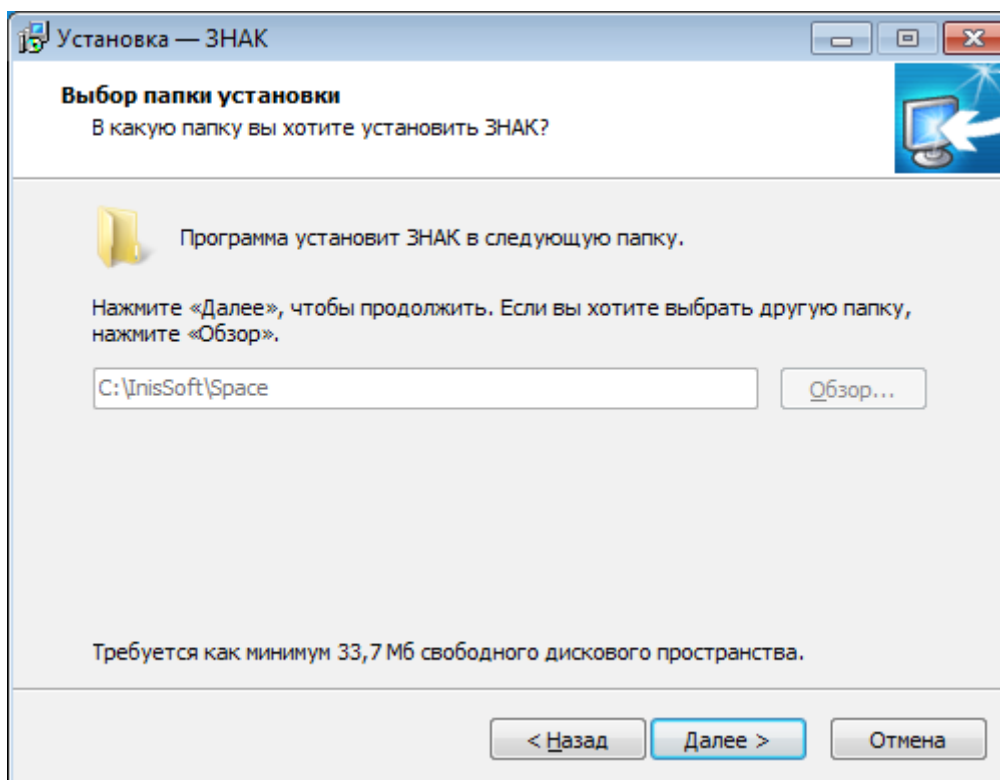 Установка — ЗНАК
Выбор папки установки
В какую папку вы хотите установить ЗНАК?
Программа установит ЗНАК в следующую папку.
Нажмите «Далее», чтобы продолжить. Если вы хотите выбрать другую папку,
нажмите «Обзор».
C:\InisSoft\Space
Обзор...
Требуется как минимум 33,7 Мб свободного дискового пространства.
< Назад
Далее >
Отмена